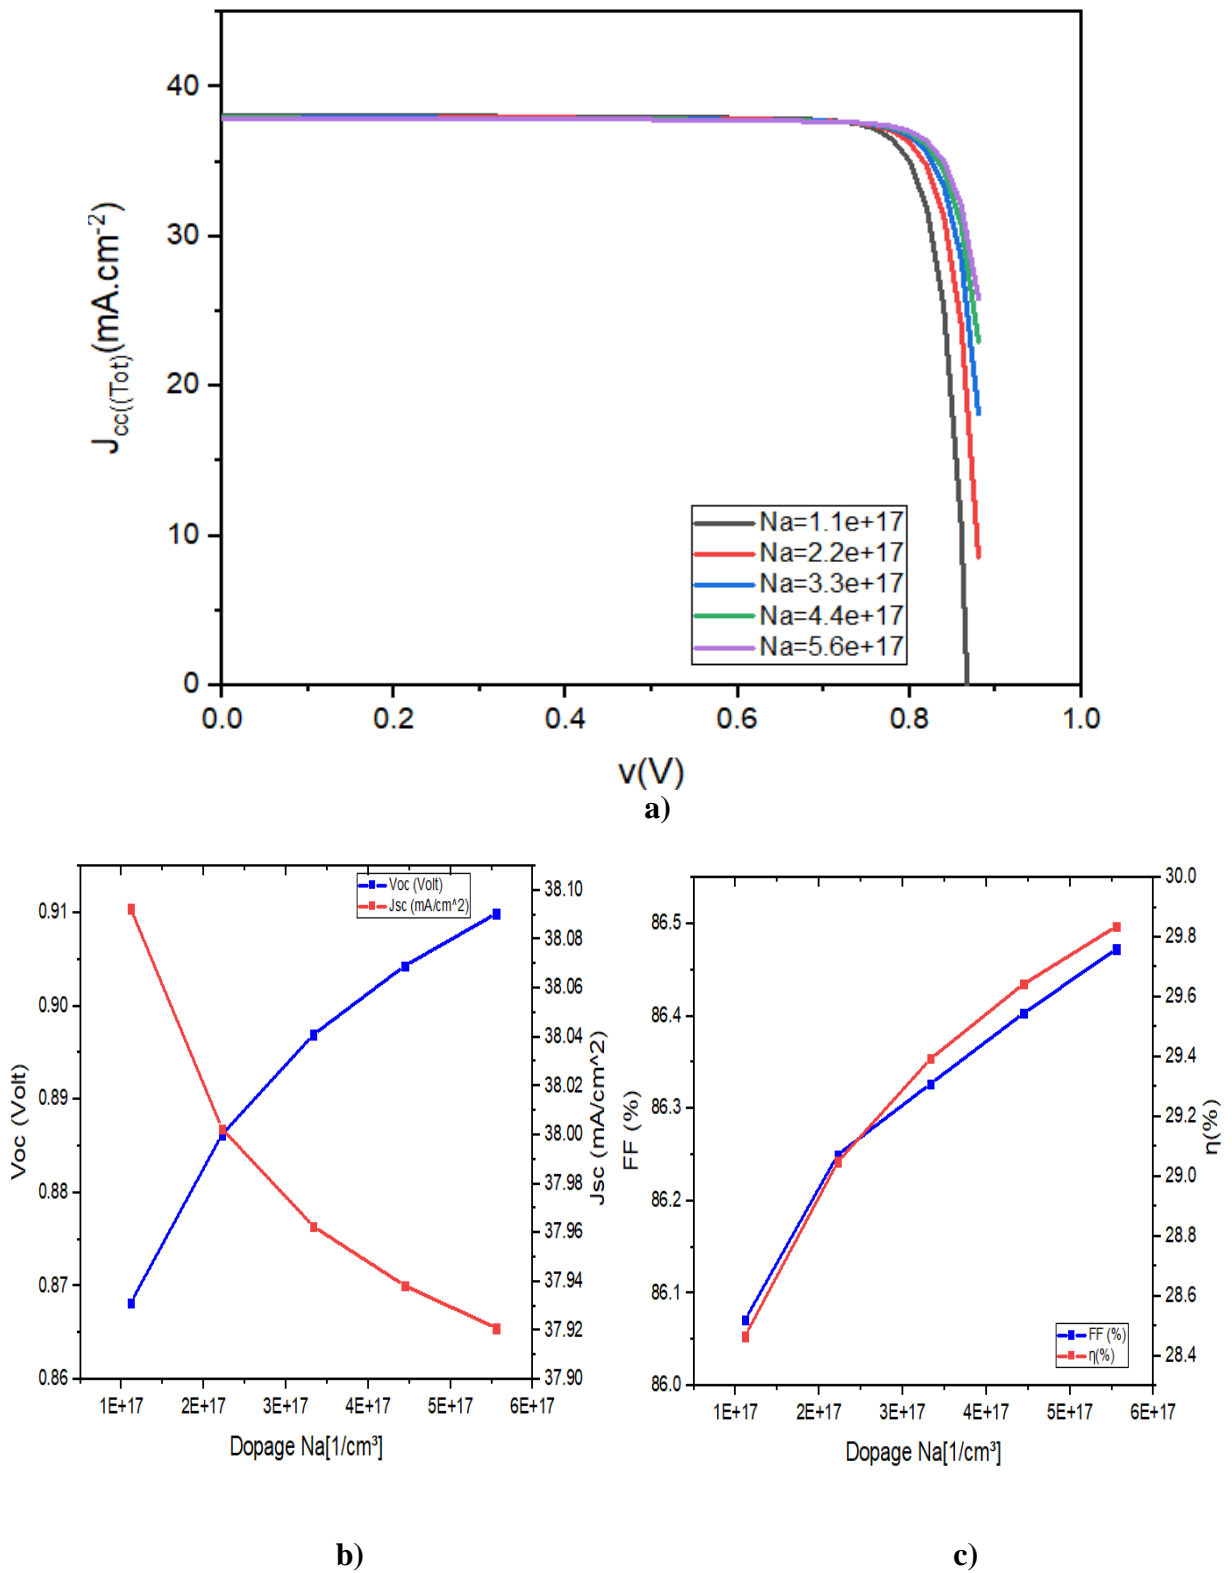 40
30
20
10
0
J_cc((Tot)(mA.cm^-2)
Na=1.1e+17
Na=2.2e+17
Na=3.3e+17
Na=4.4e+17
Na=5.6e+17
0.0 0.2 0.4 0.6 0.8 1.0
v(V)
a)
Voc (Volt)
Jsc (mA/cm^2)
0.91
0.90
0.89
0.88
0.87
0.86
Voc (Volt)
38.10
38.08
38.06
38.04
38.02
38.00
37.98
37.96
37.94
37.92
37.90
Jsc (mA/cm^2)
1E+17 2E+17 3E+17 4E+17 5E+17 6E+17
Dopage Na[1/cm³]
b)
86.5
86.4
86.3
86.2
86.1
86.0
FF (%)
30.0
29.8
29.6
29.4
29.2
29.0
28.8
28.6
28.4
η(%)
FF (%)
η(%)
1E+17 2E+17 3E+17 4E+17 5E+17 6E+17
Dopage Na[1/cm³]
c)